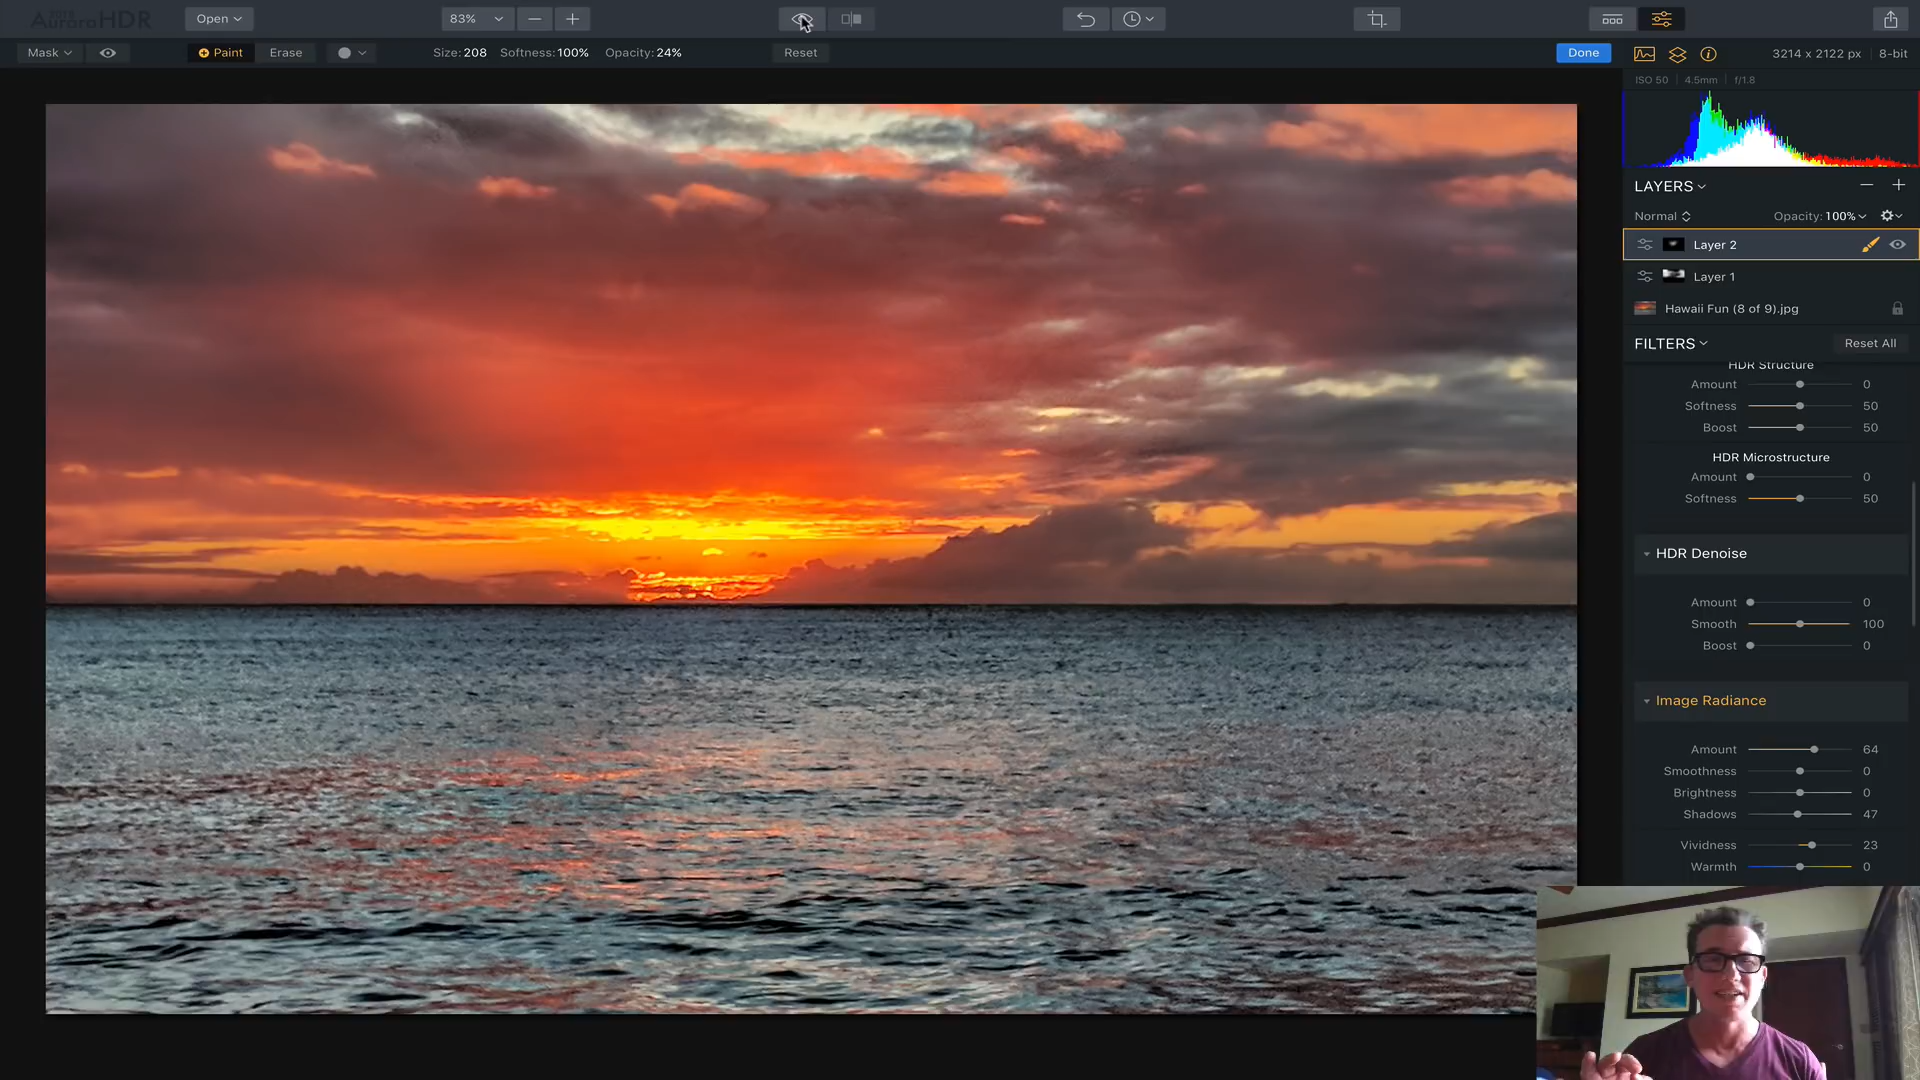 2018
AuroraHDR
Open
83%
Mask
Paint
Erase
Size: 208
Softness: 100%
Opacity: 24%
Reset
Done
3214 x 2122 px
8-bit
ISO 50 | 4.5mm | f/1.8
LAYERS
Normal
Opacity: 100%
Layer 2
Layer 1
Hawaii Fun (8 of 9).jpg
FILTERS
Reset All
HDR Structure
Amount 0
Softness 50
Boost 50
HDR Microstructure
Amount 0
Softness 50
HDR Denoise
Amount 0
Smooth 100
Boost 0
Image Radiance
Amount 64
Smoothness 0
Brightness 0
Shadows 47
Vividness 23
Warmth 0